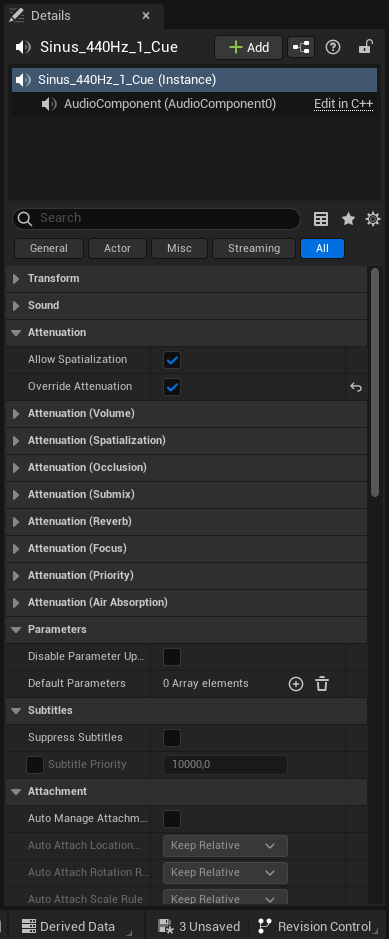 Details
Sinus_440Hz_1_Cue
Add
Sinus_440Hz_1_Cue (Instance)
AudioComponent (AudioComponent0) Edit in C++
Search
General Actor Misc Streaming All
Transform
Sound
Attenuation
Allow Spatialization
Override Attenuation
Attenuation (Volume)
Attenuation (Spatialization)
Attenuation (Occlusion)
Attenuation (Submix)
Attenuation (Reverb)
Attenuation (Focus)
Attenuation (Priority)
Attenuation (Air Absorption)
Parameters
Disable Parameter Up...
Default Parameters 0 Array elements
Subtitles
Suppress Subtitles
Subtitle Priority 10000,0
Attachment
Auto Manage Attachm...
Auto Attach Location... Keep Relative
Auto Attach Rotation R... Keep Relative
Auto Attach Scale Rule Keep Relative
Derived Data 3 Unsaved Revision Control